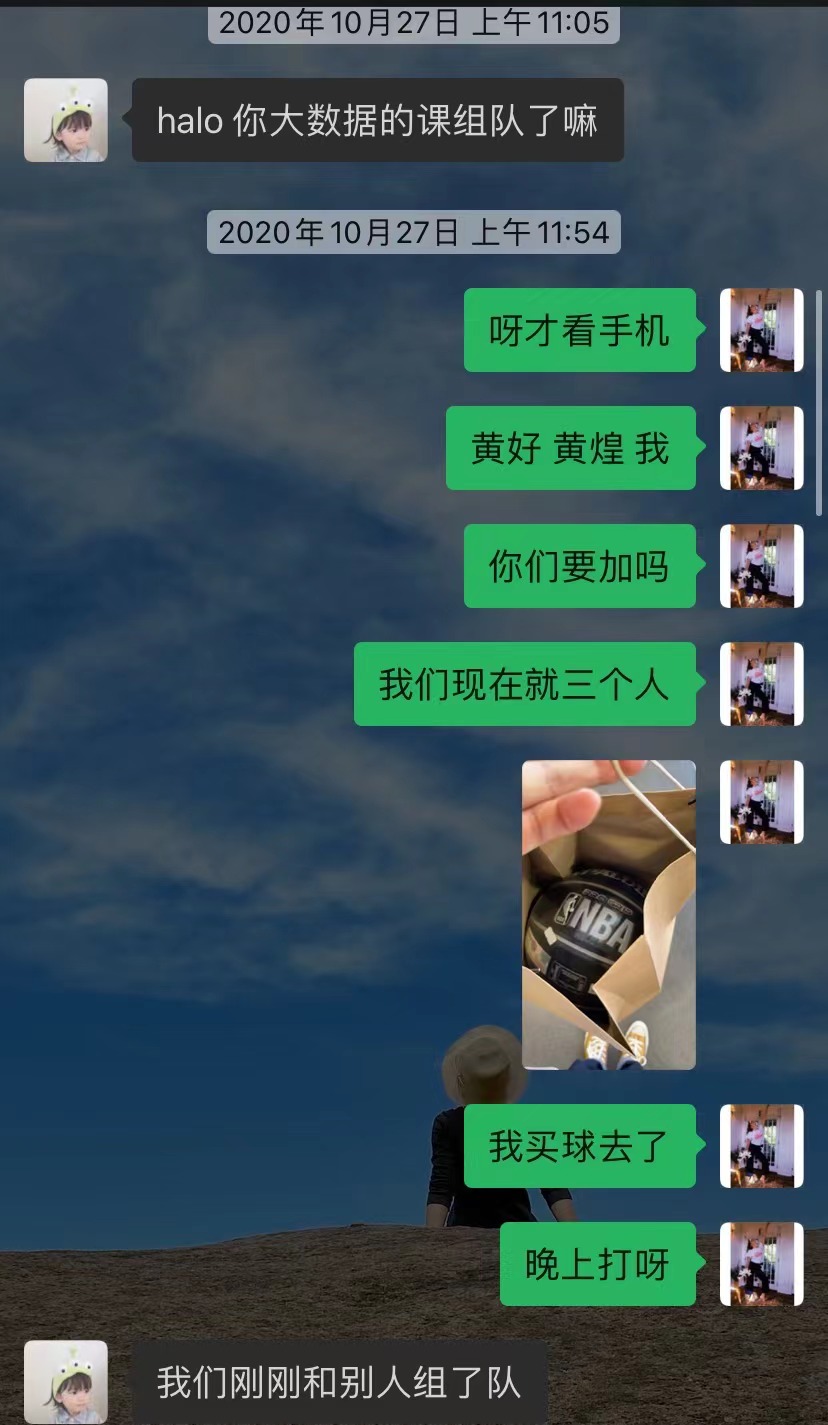 2020年10月27日 上午11:05
halo 你大数据的课组队了嘛
2020年10月27日 上午11:54
呀才看手机
黄好 黄煌 我
你们要加吗
我们现在就三个人
NBA
我买球去了
晚上打呀
我们刚刚和别人组了队